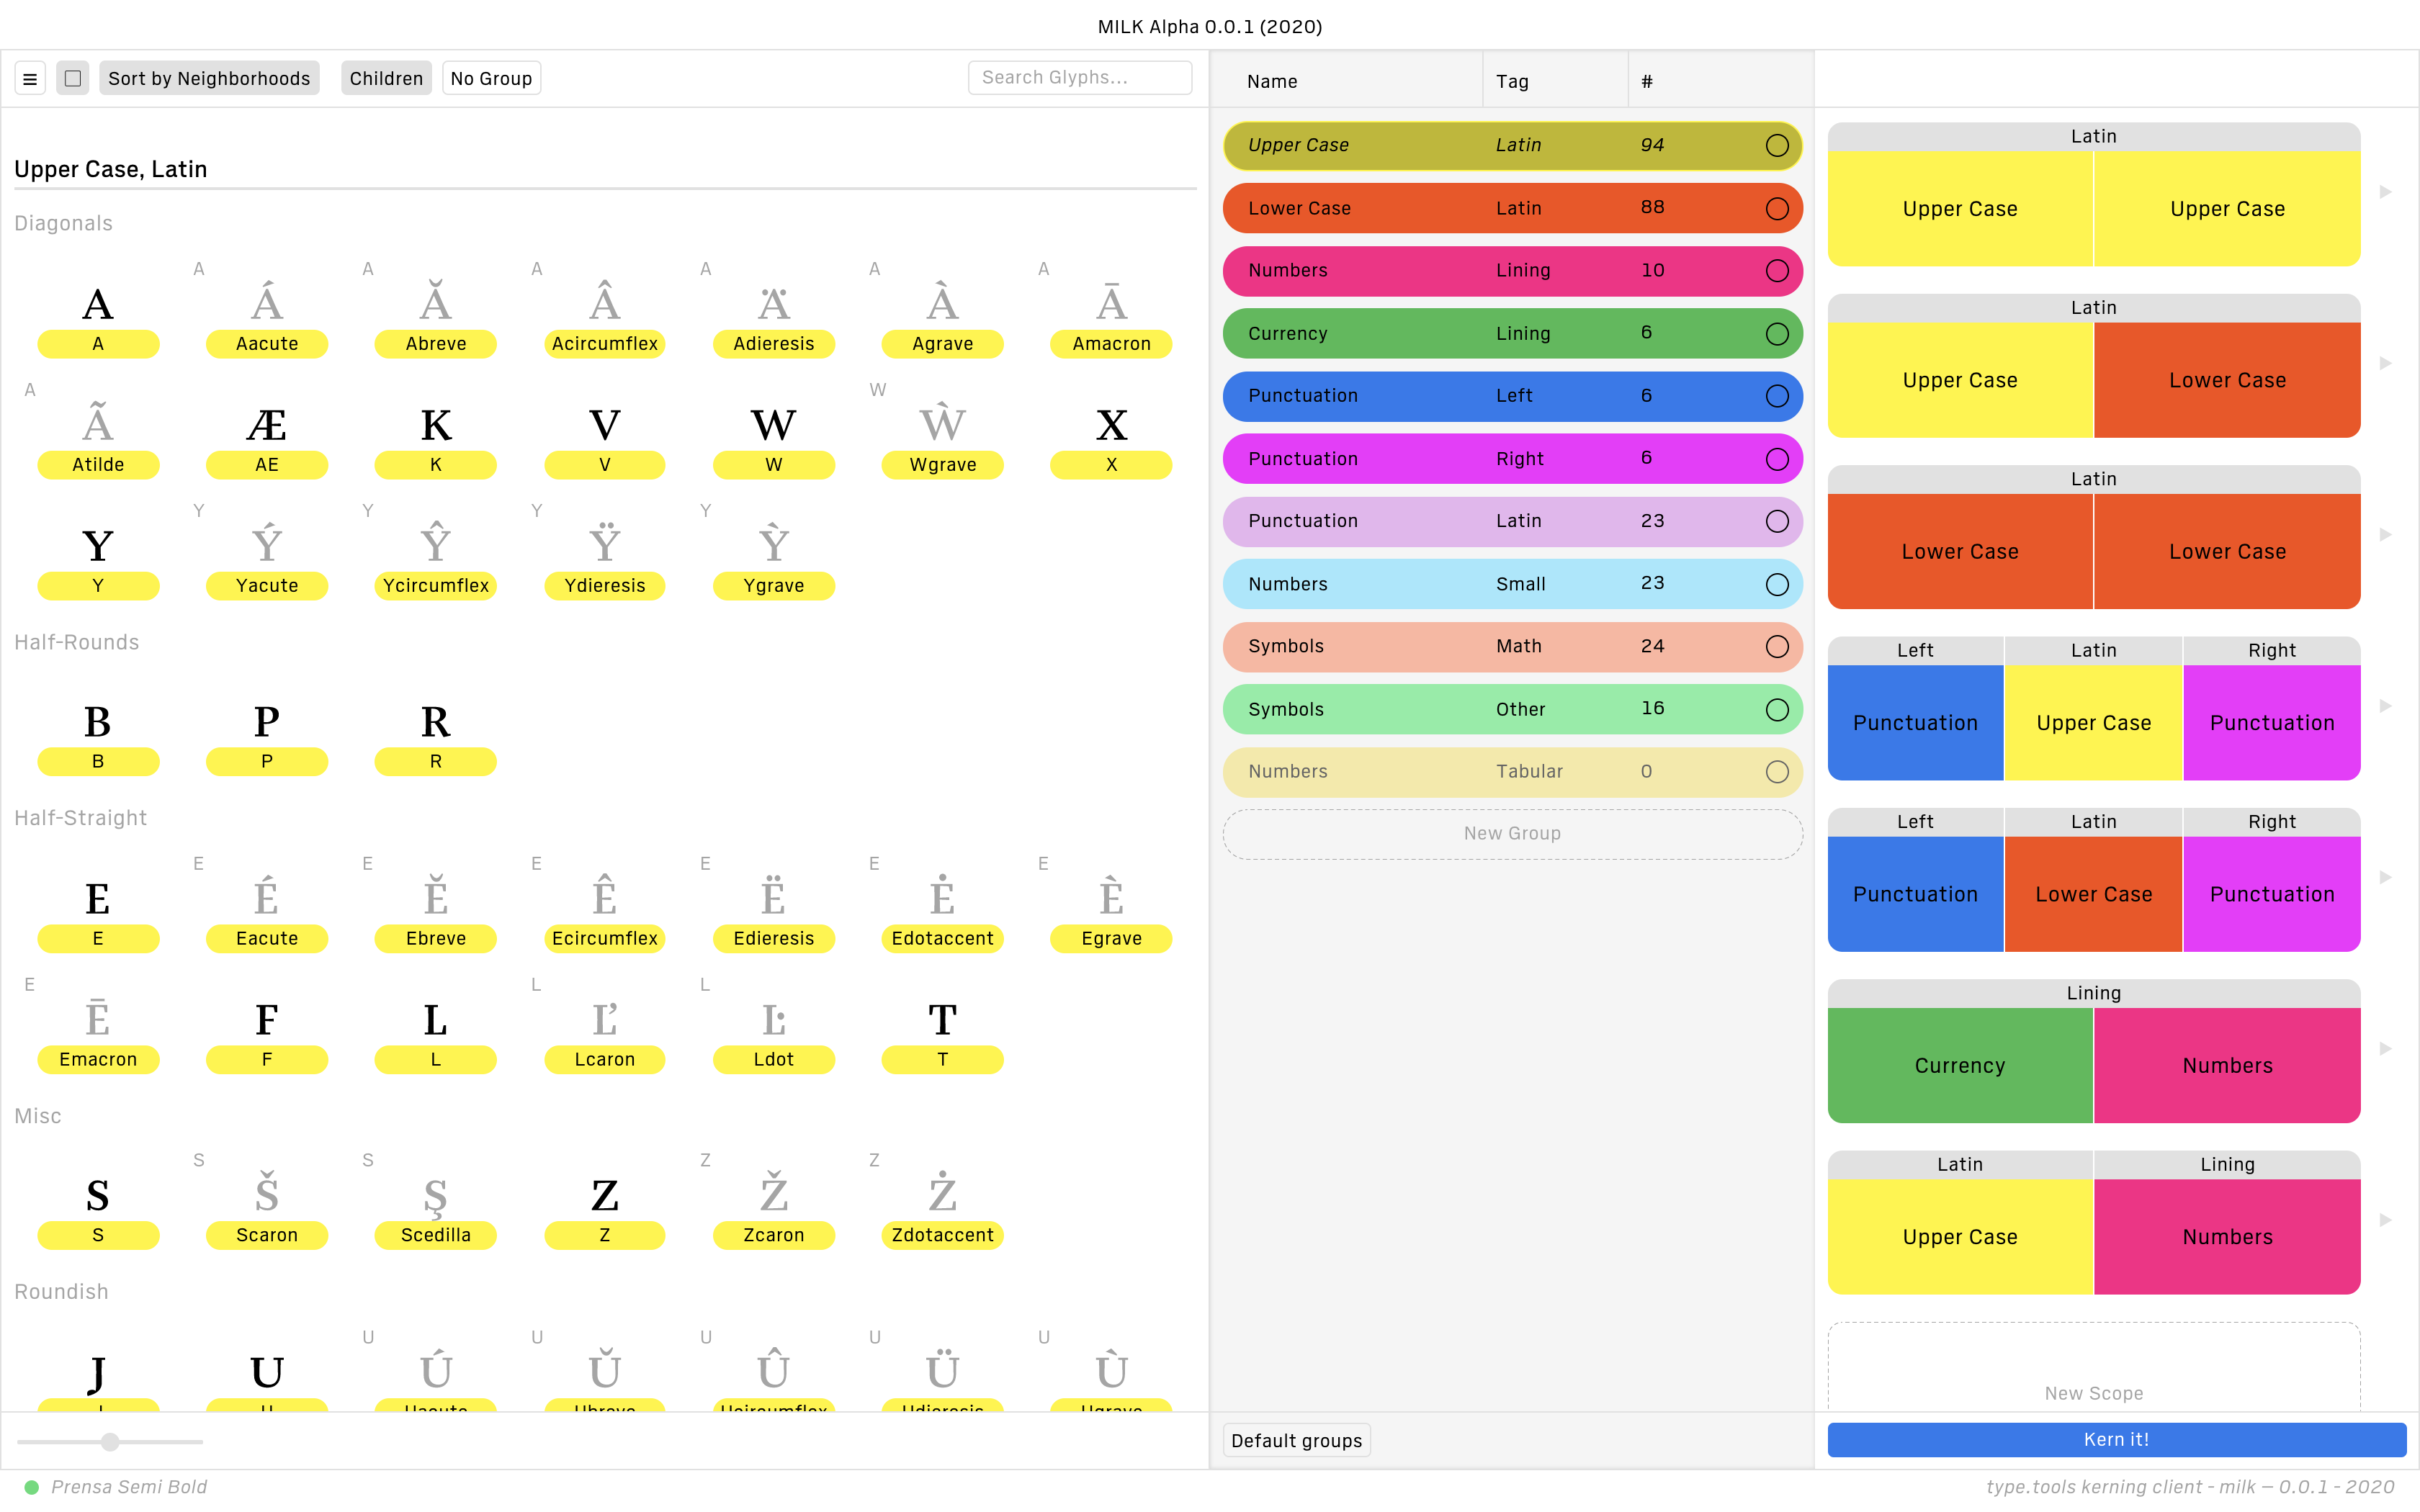 MILK Alpha 0.0.1 (2020)
Sort by Neighborhoods Children No Group Search Glyphs...
Upper Case, Latin
Diagonals
A A A A A A
A Á Ă Â Ä À Ā
A Aacute Abreve Acircumflex Adieresis Agrave Amacron
A W
Ã Æ K V W Ẁ X
Atilde AE K V W Wgrave X
Y Y Y Y
Y Ý Ŷ Ÿ Ỳ
Y Yacute Ycircumflex Ydieresis Ygrave
Half-Rounds
B P R
B P R
Half-Straight
E E E E E E
E É Ĕ Ê Ë Ė È
E Eacute Ebreve Ecircumflex Edieresis Edotaccent Egrave
E L L
Ē F L Ľ Ŀ T
Emacron F L Lcaron Ldot T
Misc
S S Z Z
S Š Ş Z Ž Ż
S Scaron Scedilla Z Zcaron Zdotaccent
Roundish
U U U U U
J U Ú Ŭ Û Ü Ù
J U Uacute Ubreve Ucircumflex Udieresis Ugrave
Name Tag #
Upper Case Latin 94
Lower Case Latin 88
Numbers Lining 10
Currency Lining 6
Punctuation Left 6
Punctuation Right 6
Punctuation Latin 23
Numbers Small 23
Symbols Math 24
Symbols Other 16
Numbers Tabular 0
New Group
Default groups
Latin
Upper Case Upper Case
Latin
Upper Case Lower Case
Latin
Lower Case Lower Case
Left Latin Right
Punctuation Upper Case Punctuation
Left Latin Right
Punctuation Lower Case Punctuation
Lining
Currency Numbers
Latin Lining
Upper Case Numbers
New Scope
Kern it!
Prensa Semi Bold
type.tools kerning client - milk – 0.0.1 - 2020